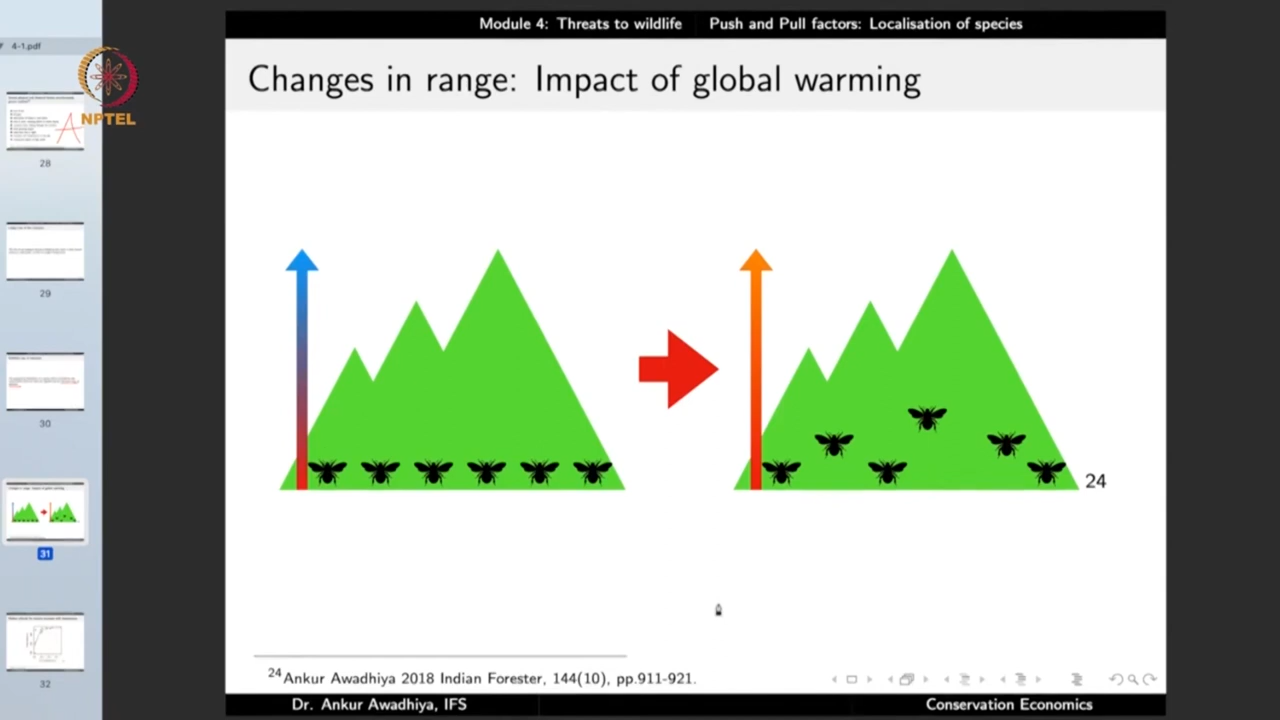 Module 4: Threats to wildlife Push and Pull factors: Localisation of species
4-1.pdf
NPTEL
Changes in range: Impact of global warming
28
29
30
31
32
24
24 Ankur Awadhiya 2018 Indian Forester, 144(10), pp.911-921.
Dr. Ankur Awadhiya, IFS Conservation Economics